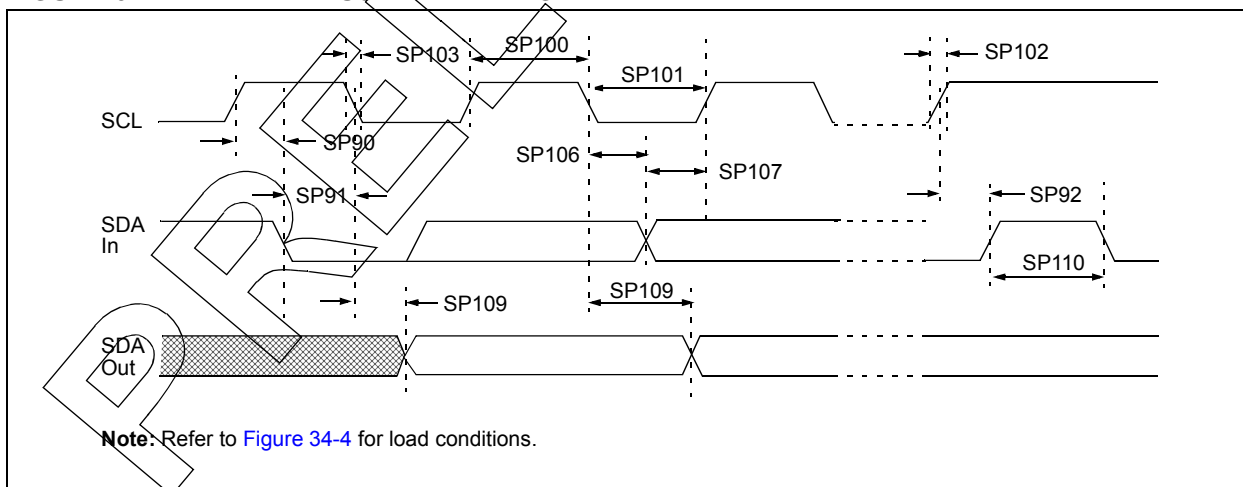 SP103
SP100
SP102
SP101
SCL
SP90
SP106
SP107
SP91
SP92
SDA
In
SP110
SP109
SP109
SDA
Out
Note: Refer to Figure 34-4 for load conditions.